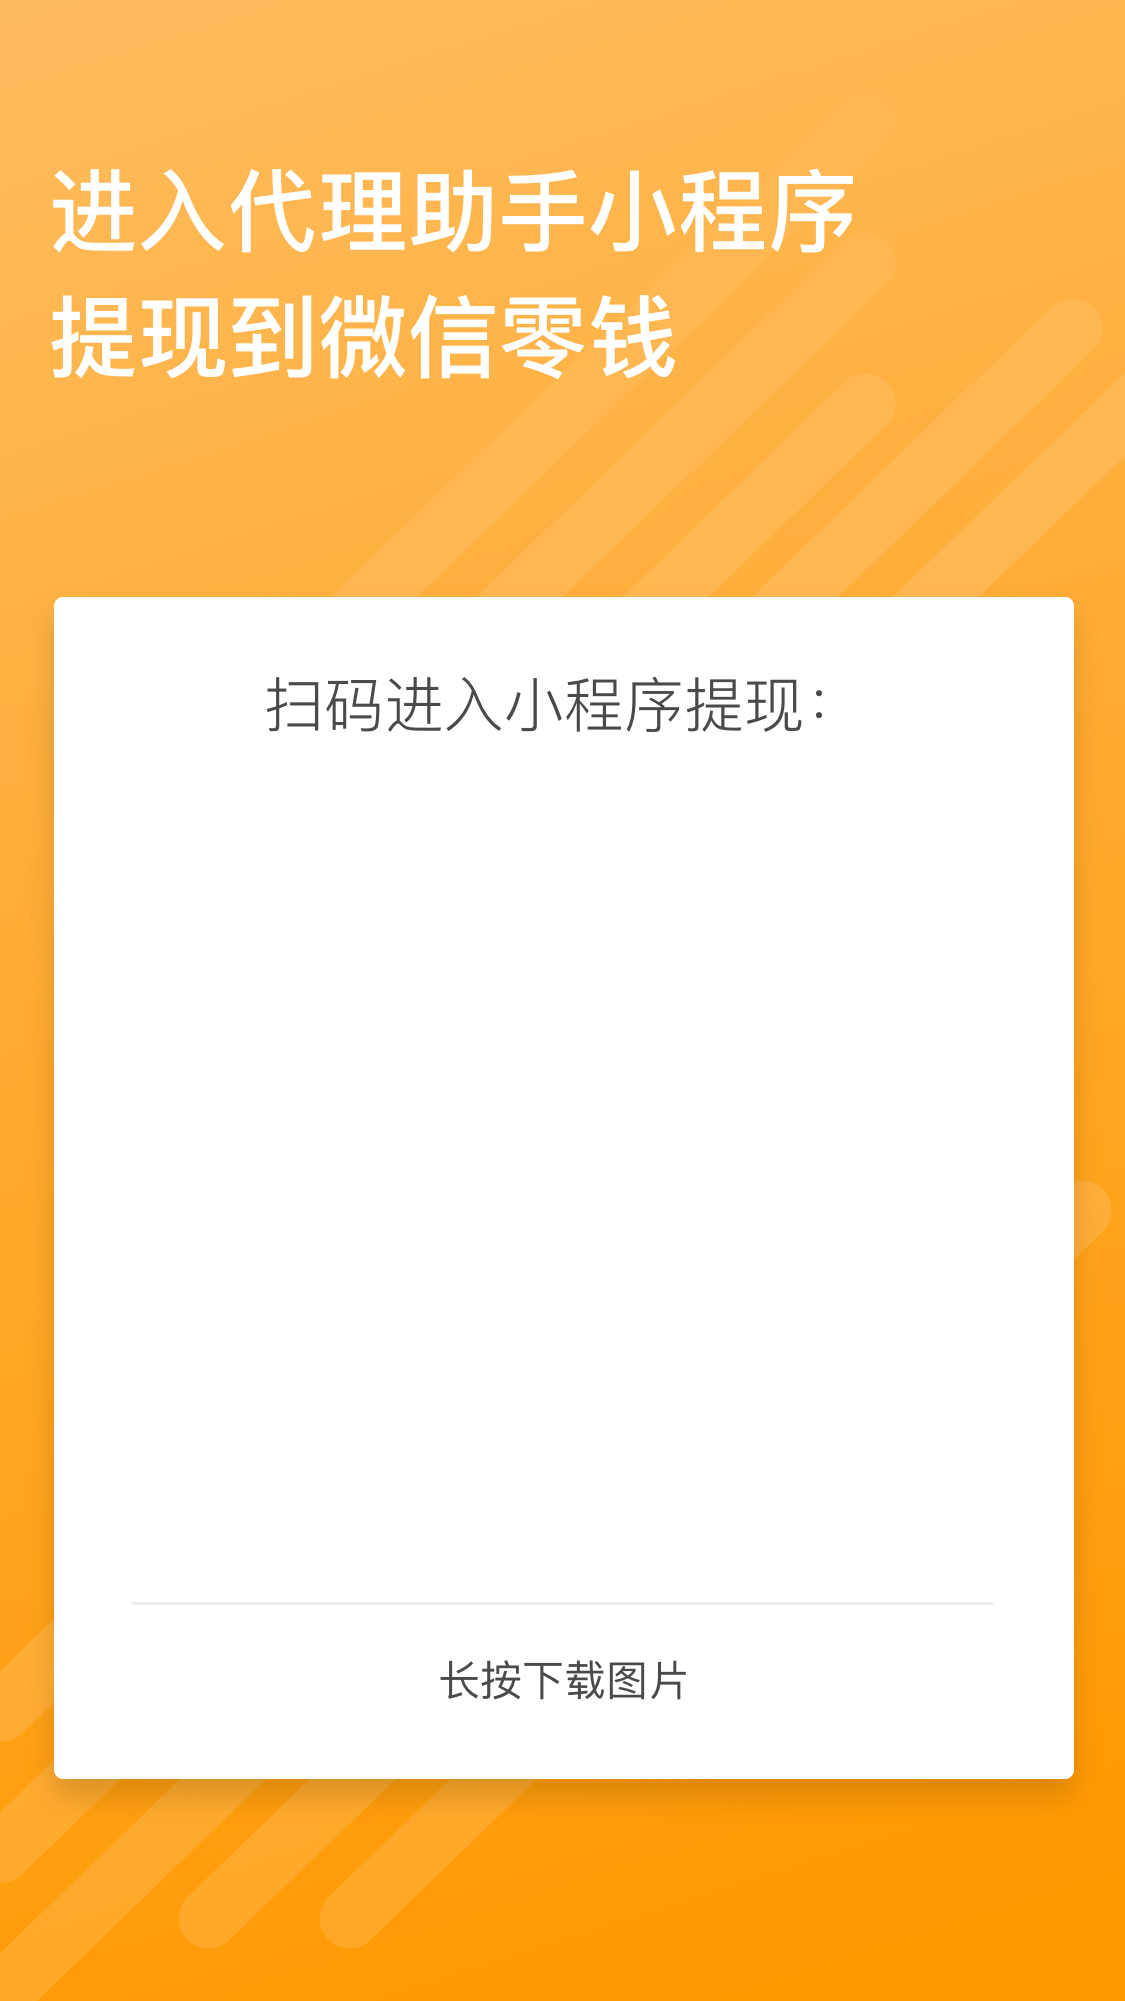 进入代理助手小程序
提现到微信零钱
扫码进入小程序提现：
长按下载图片